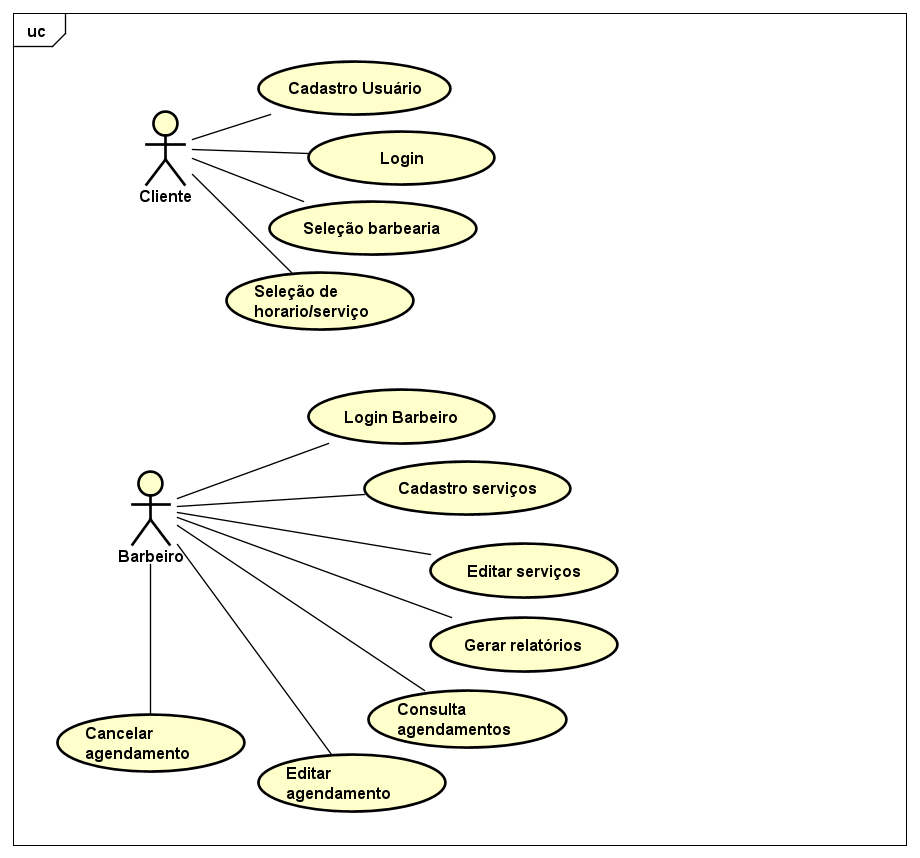 uc
Cadastro Usuário
Login
Cliente
Seleção barbearia
Seleção de
horario/serviço
Login Barbeiro
Cadastro serviços
Barbeiro
Editar serviços
Gerar relatórios
Consulta
agendamentos
Cancelar
agendamento
Editar
agendamento